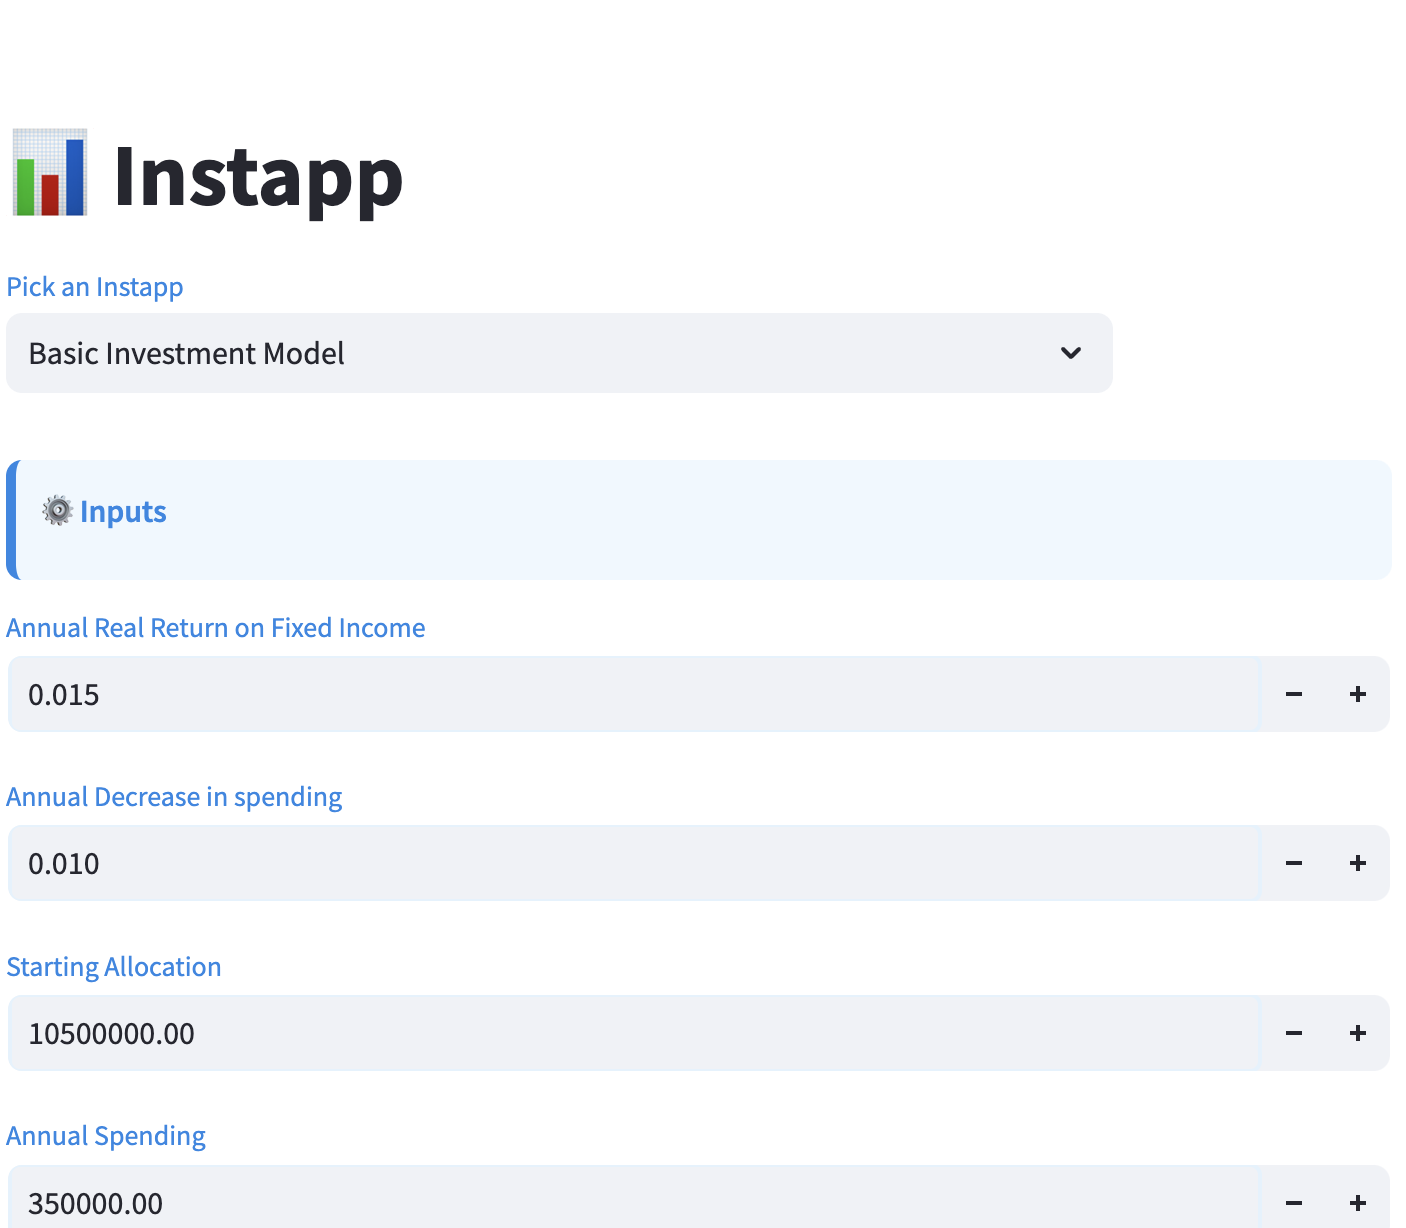 Instapp
Pick an Instapp
Basic Investment Model
Inputs
Annual Real Return on Fixed Income
0.015
Annual Decrease in spending
0.010
Starting Allocation
10500000.00
Annual Spending
350000.00